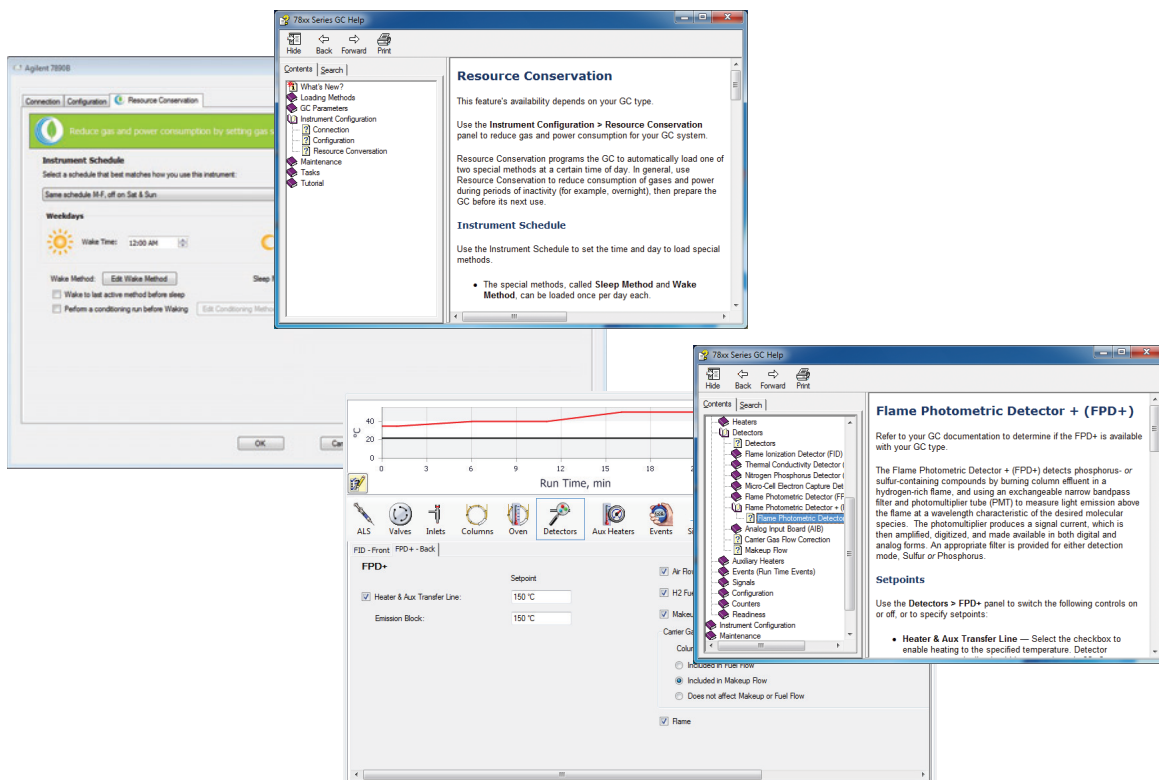 Agilent 7890B
Connection Configuration Resource Conservation
Reduce gas and power consumption by setting gas
Instrument Schedule
Select a schedule that best matches how you use this instrument:
Same schedule M-F, off on Sat & Sun
Weekdays
Wake Time: 12:00 AM
Wake Method: Edit Wake Method Sleep
Wake to last active method before sleep
Perform a conditioning run before Waking Edit Conditioning
OK
78xx Series GC Help
Hide Back Forward Print
Contents Search
What's New?
Loading Methods
GC Parameters
Instrument Configuration
Connection
Configuration
Resource Conversation
Maintenance
Tasks
Tutorial
Resource Conservation
This feature's availability depends on your GC type.
Use the Instrument Configuration > Resource Conservation
panel to reduce gas and power consumption for your GC system.
Resource Conservation programs the GC to automatically load one of
two special methods at a certain time of day. In general, use
Resource Conservation to reduce consumption of gases and power
during periods of inactivity (for example, overnight), then prepare the
GC before its next use.
Instrument Schedule
Use the Instrument Schedule to set the time and day to load special
methods.
• The special methods, called Sleep Method and Wake
Method, can be loaded once per day each.
°C
40
20
0
0 3 6 9 12 15 18
Run Time, min
ALS Valves Inlets Columns Oven Detectors Aux Heaters Events
FID - Front FPD+ - Back
FPD+
Setpoint
Heater & Aux Transfer Line: 150 °C
Emission Block: 150 °C
Air
H2
Included in Fuel Flow
Included in Makeup Flow
Does not affect Makeup or Fuel Flow
Flame
78xx Series GC Help
Hide Back Forward Print
Contents Search
Heaters
Detectors
Detectors
Flame Ionization Detector (FID)
Thermal Conductivity Detector (
Nitrogen Phosphorus Detector (
Micro-Cell Electron Capture Det
Flame Photometric Detector (FP
Flame Photometric Detector + (
Flame Photometric Detector
Analog Input Board (AIB)
Carrier Gas Flow Correction
Makeup Flow
Auxiliary Heaters
Events (Run Time Events)
Signals
Configuration
Counters
Readiness
Instrument Configuration
Maintenance
Flame Photometric Detector + (FPD+)
Refer to your GC documentation to determine if the FPD+ is available
with your GC type.
The Flame Photometric Detector + (FPD+) detects phosphorus- or
sulfur-containing compounds by burning column effluent in a
hydrogen-rich flame, and using an exchangeable narrow bandpass
filter and photomultiplier tube (PMT) to measure light emission above
the flame at a wavelength characteristic of the desired molecular
species. The photomultiplier produces a signal current, which is
then amplified, digitized, and made available in both digital and
analog forms. An appropriate filter is provided for either detection
mode, Sulfur or Phosphorus.
Setpoints
Use the Detectors > FPD+ panel to switch the following controls on
or off, or to specify setpoints:
• Heater & Aux Transfer Line — Select the checkbox to
enable heating to the specified temperature. Detector